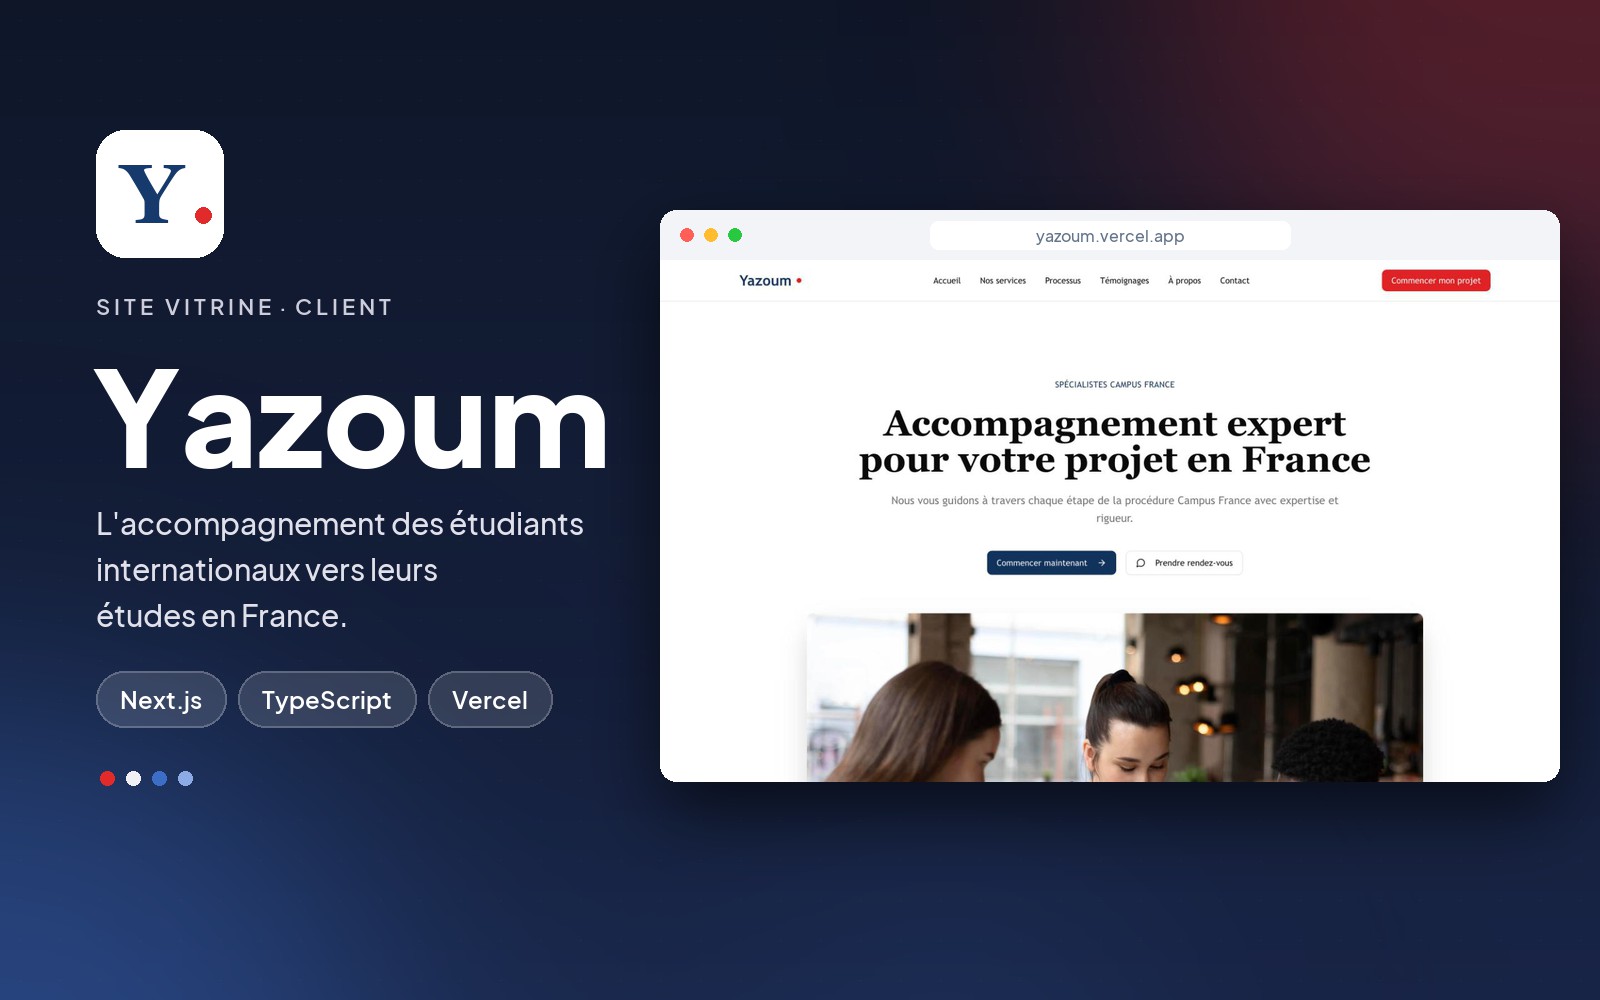 Y.
SITE VITRINE · CLIENT
Yazoum
L'accompagnement des étudiants
internationaux vers leurs
études en France.
Next.js
TypeScript
Vercel
yazoum.vercel.app
Yazoum
Accueil
Nos services
Processus
Témoignages
À propos
Contact
Commencer mon projet
SPÉCIALISTES CAMPUS FRANCE
Accompagnement expert
pour votre projet en France
Nous vous guidons à travers chaque étape de la procédure Campus France avec expertise et
rigueur.
Commencer maintenant →
Prendre rendez-vous